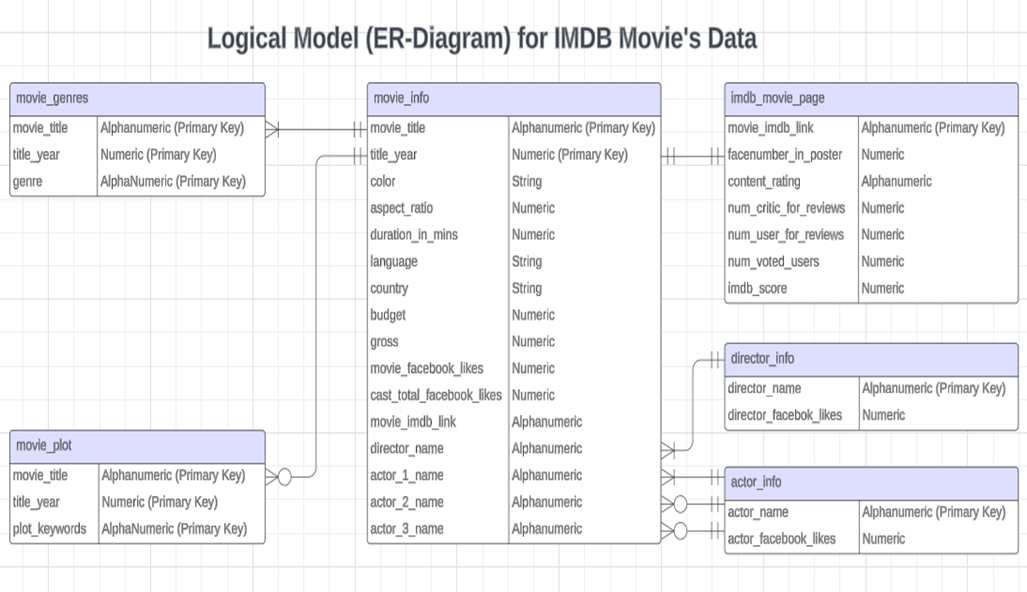 Logical Model (ER-Diagram) for IMDB Movie's Data
movie_genres
movie_title Alphanumeric (Primary Key)
title_year Numeric (Primary Key)
genre AlphaNumeric (Primary Key)
movie_plot
movie_title Alphanumeric (Primary Key)
title_year Numeric (Primary Key)
plot_keywords AlphaNumeric (Primary Key)
movie_info
movie_title Alphanumeric (Primary Key)
title_year Numeric (Primary Key)
color String
aspect_ratio Numeric
duration_in_mins Numeric
language String
country String
budget Numeric
gross Numeric
movie_facebook_likes Numeric
cast_total_facebook_likes Numeric
movie_imdb_link Alphanumeric
director_name Alphanumeric
actor_1_name Alphanumeric
actor_2_name Alphanumeric
actor_3_name Alphanumeric
imdb_movie_page
movie_imdb_link Alphanumeric (Primary Key)
facenumber_in_poster Numeric
content_rating Alphanumeric
num_critic_for_reviews Numeric
num_user_for_reviews Numeric
num_voted_users Numeric
imdb_score Numeric
director_info
director_name Alphanumeric (Primary Key)
director_facebok_likes Numeric
actor_info
actor_name Alphanumeric (Primary Key)
actor_facebook_likes Numeric